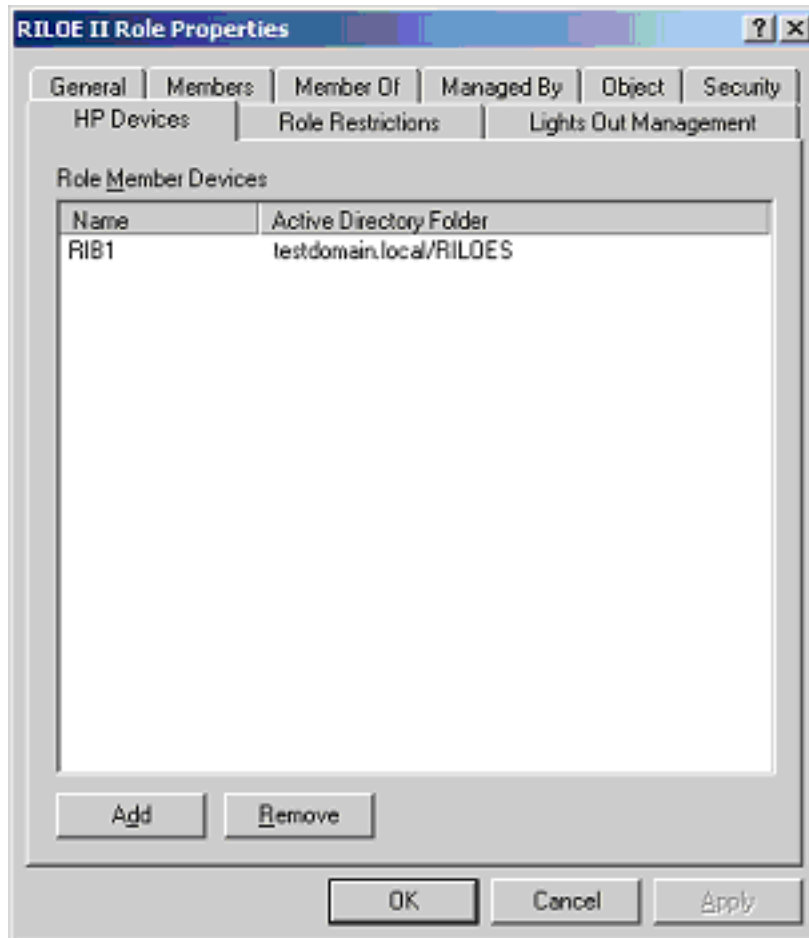 RILOE II Role Properties
General Members Member Of Managed By Object Security
HP Devices Role Restrictions Lights Out Management
Role Member Devices
Name Active Directory Folder
RIB1 testdomain.local/RILOES
Add Remove
OK Cancel Apply